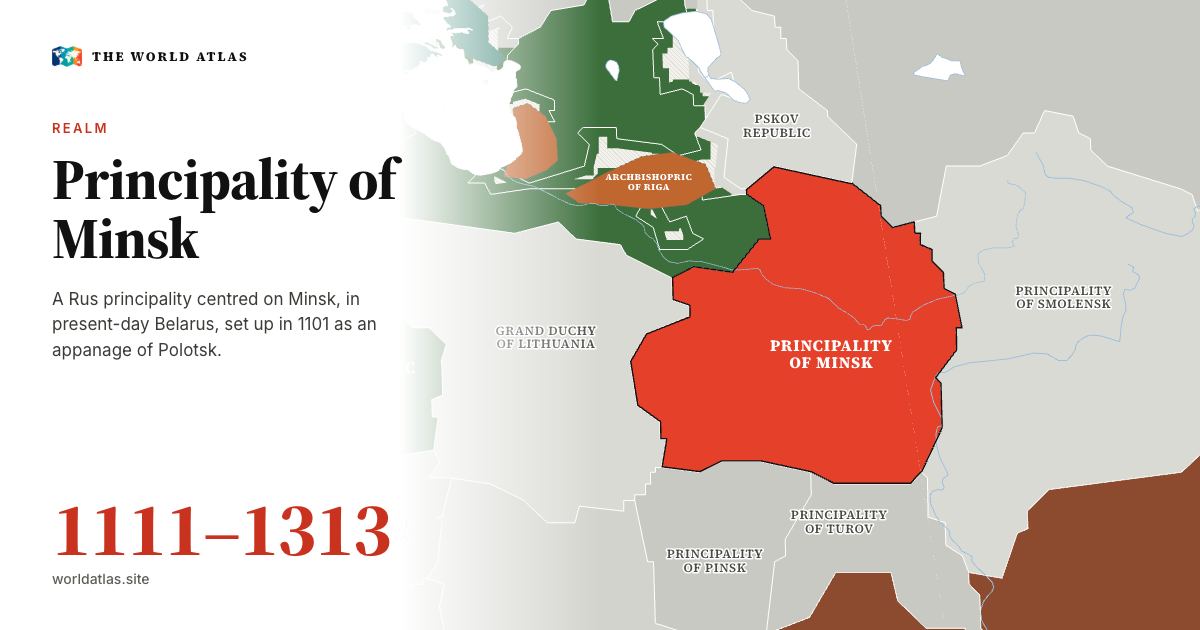 THE WORLD ATLAS
REALM
Principality of
Minsk
A Rus principality centred on Minsk, in
present-day Belarus, set up in 1101 as an
appanage of Polotsk.
1111–1313
worldatlas.site
PSKOV
REPUBLIC
ARCHBISHOPRIC
OF RIGA
PRINCIPALITY
OF SMOLENSK
GRAND DUCHY
OF LITHUANIA
PRINCIPALITY
OF MINSK
PRINCIPALITY
OF TUROV
PRINCIPALITY
OF PINSK